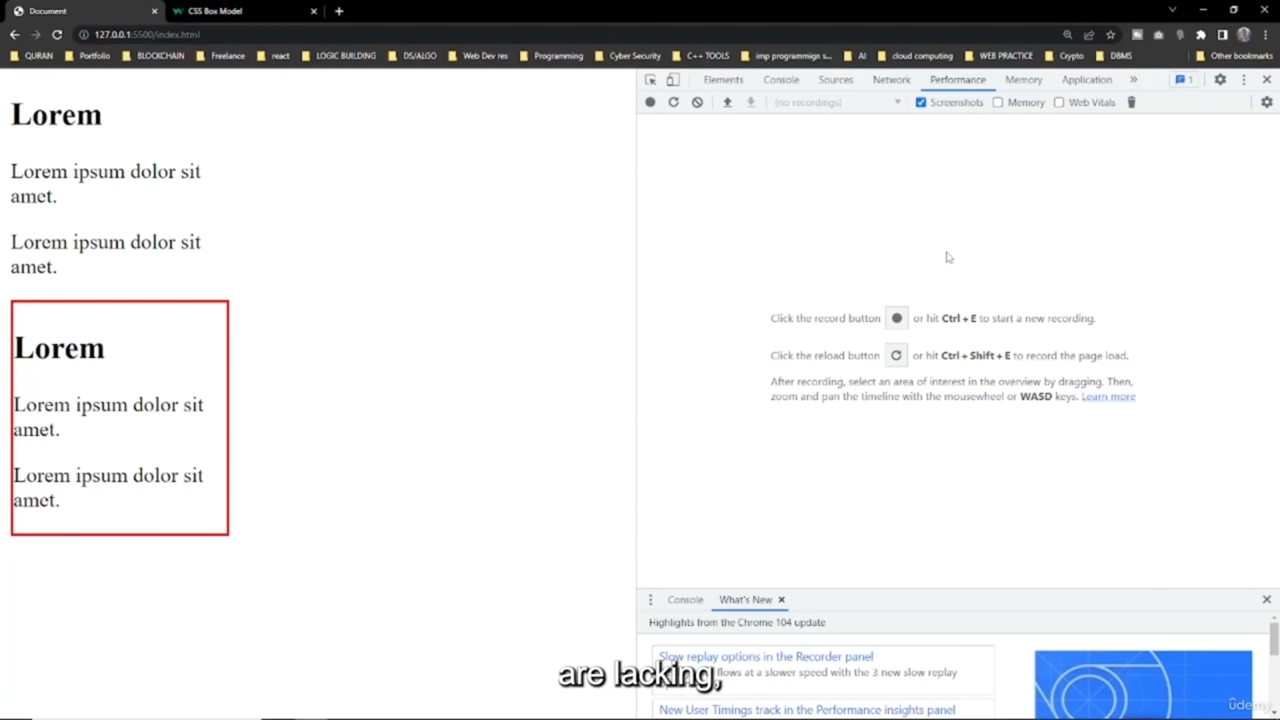 Document
CSS Box Model
127.0.0.1:5500/index.html
QURAN Portfolio BLOCKCHAIN Freelance react LOGIC BUILDING DS/ALGO Web Dev res Programming Cyber Security C++ TOOLS imp programmign s... AI cloud computing WEB PRACTICE Crypto DBMS Other bookmarks
Elements Console Sources Network Performance Memory Application » 1
(no recordings) Screenshots Memory Web Vitals
Lorem
Lorem ipsum dolor sit
amet.
Lorem ipsum dolor sit
amet.
Lorem
Lorem ipsum dolor sit
amet.
Lorem ipsum dolor sit
amet.
Click the record button or hit Ctrl + E to start a new recording.
Click the reload button or hit Ctrl + Shift + E to record the page load.
After recording, select an area of interest in the overview by dragging. Then,
zoom and pan the timeline with the mousewheel or WASD keys. Learn more
Console What's New
Highlights from the Chrome 104 update
Slow replay options in the Recorder panel
flows at a slower speed with the 3 new slow replay
New User Timings track in the Performance insights panel
are lacking,
ûdemy